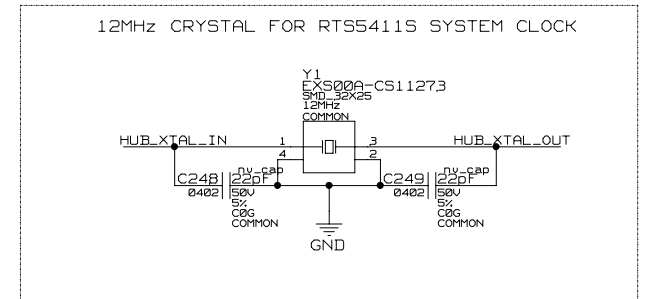 12MHz CRYSTAL FOR RTS5411S SYSTEM CLOCK
Y1
EXS00A-CS11273
SMD_32X25
12MHz
COMMON
HUB_XTAL_IN
1
3
HUB_XTAL_OUT
4
2
nv_cap
C248
22pF
0402
50V
5%
C0G
COMMON
nv_cap
C249
22pF
0402
50V
5%
C0G
COMMON
GND